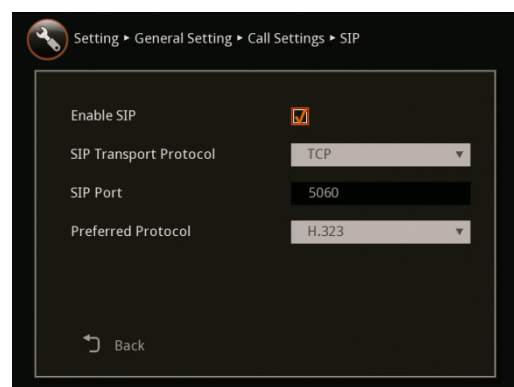 Setting ▸ General Setting ▸ Call Settings ▸ SIP
Enable SIP
SIP Transport Protocol TCP
SIP Port 5060
Preferred Protocol H.323
Back